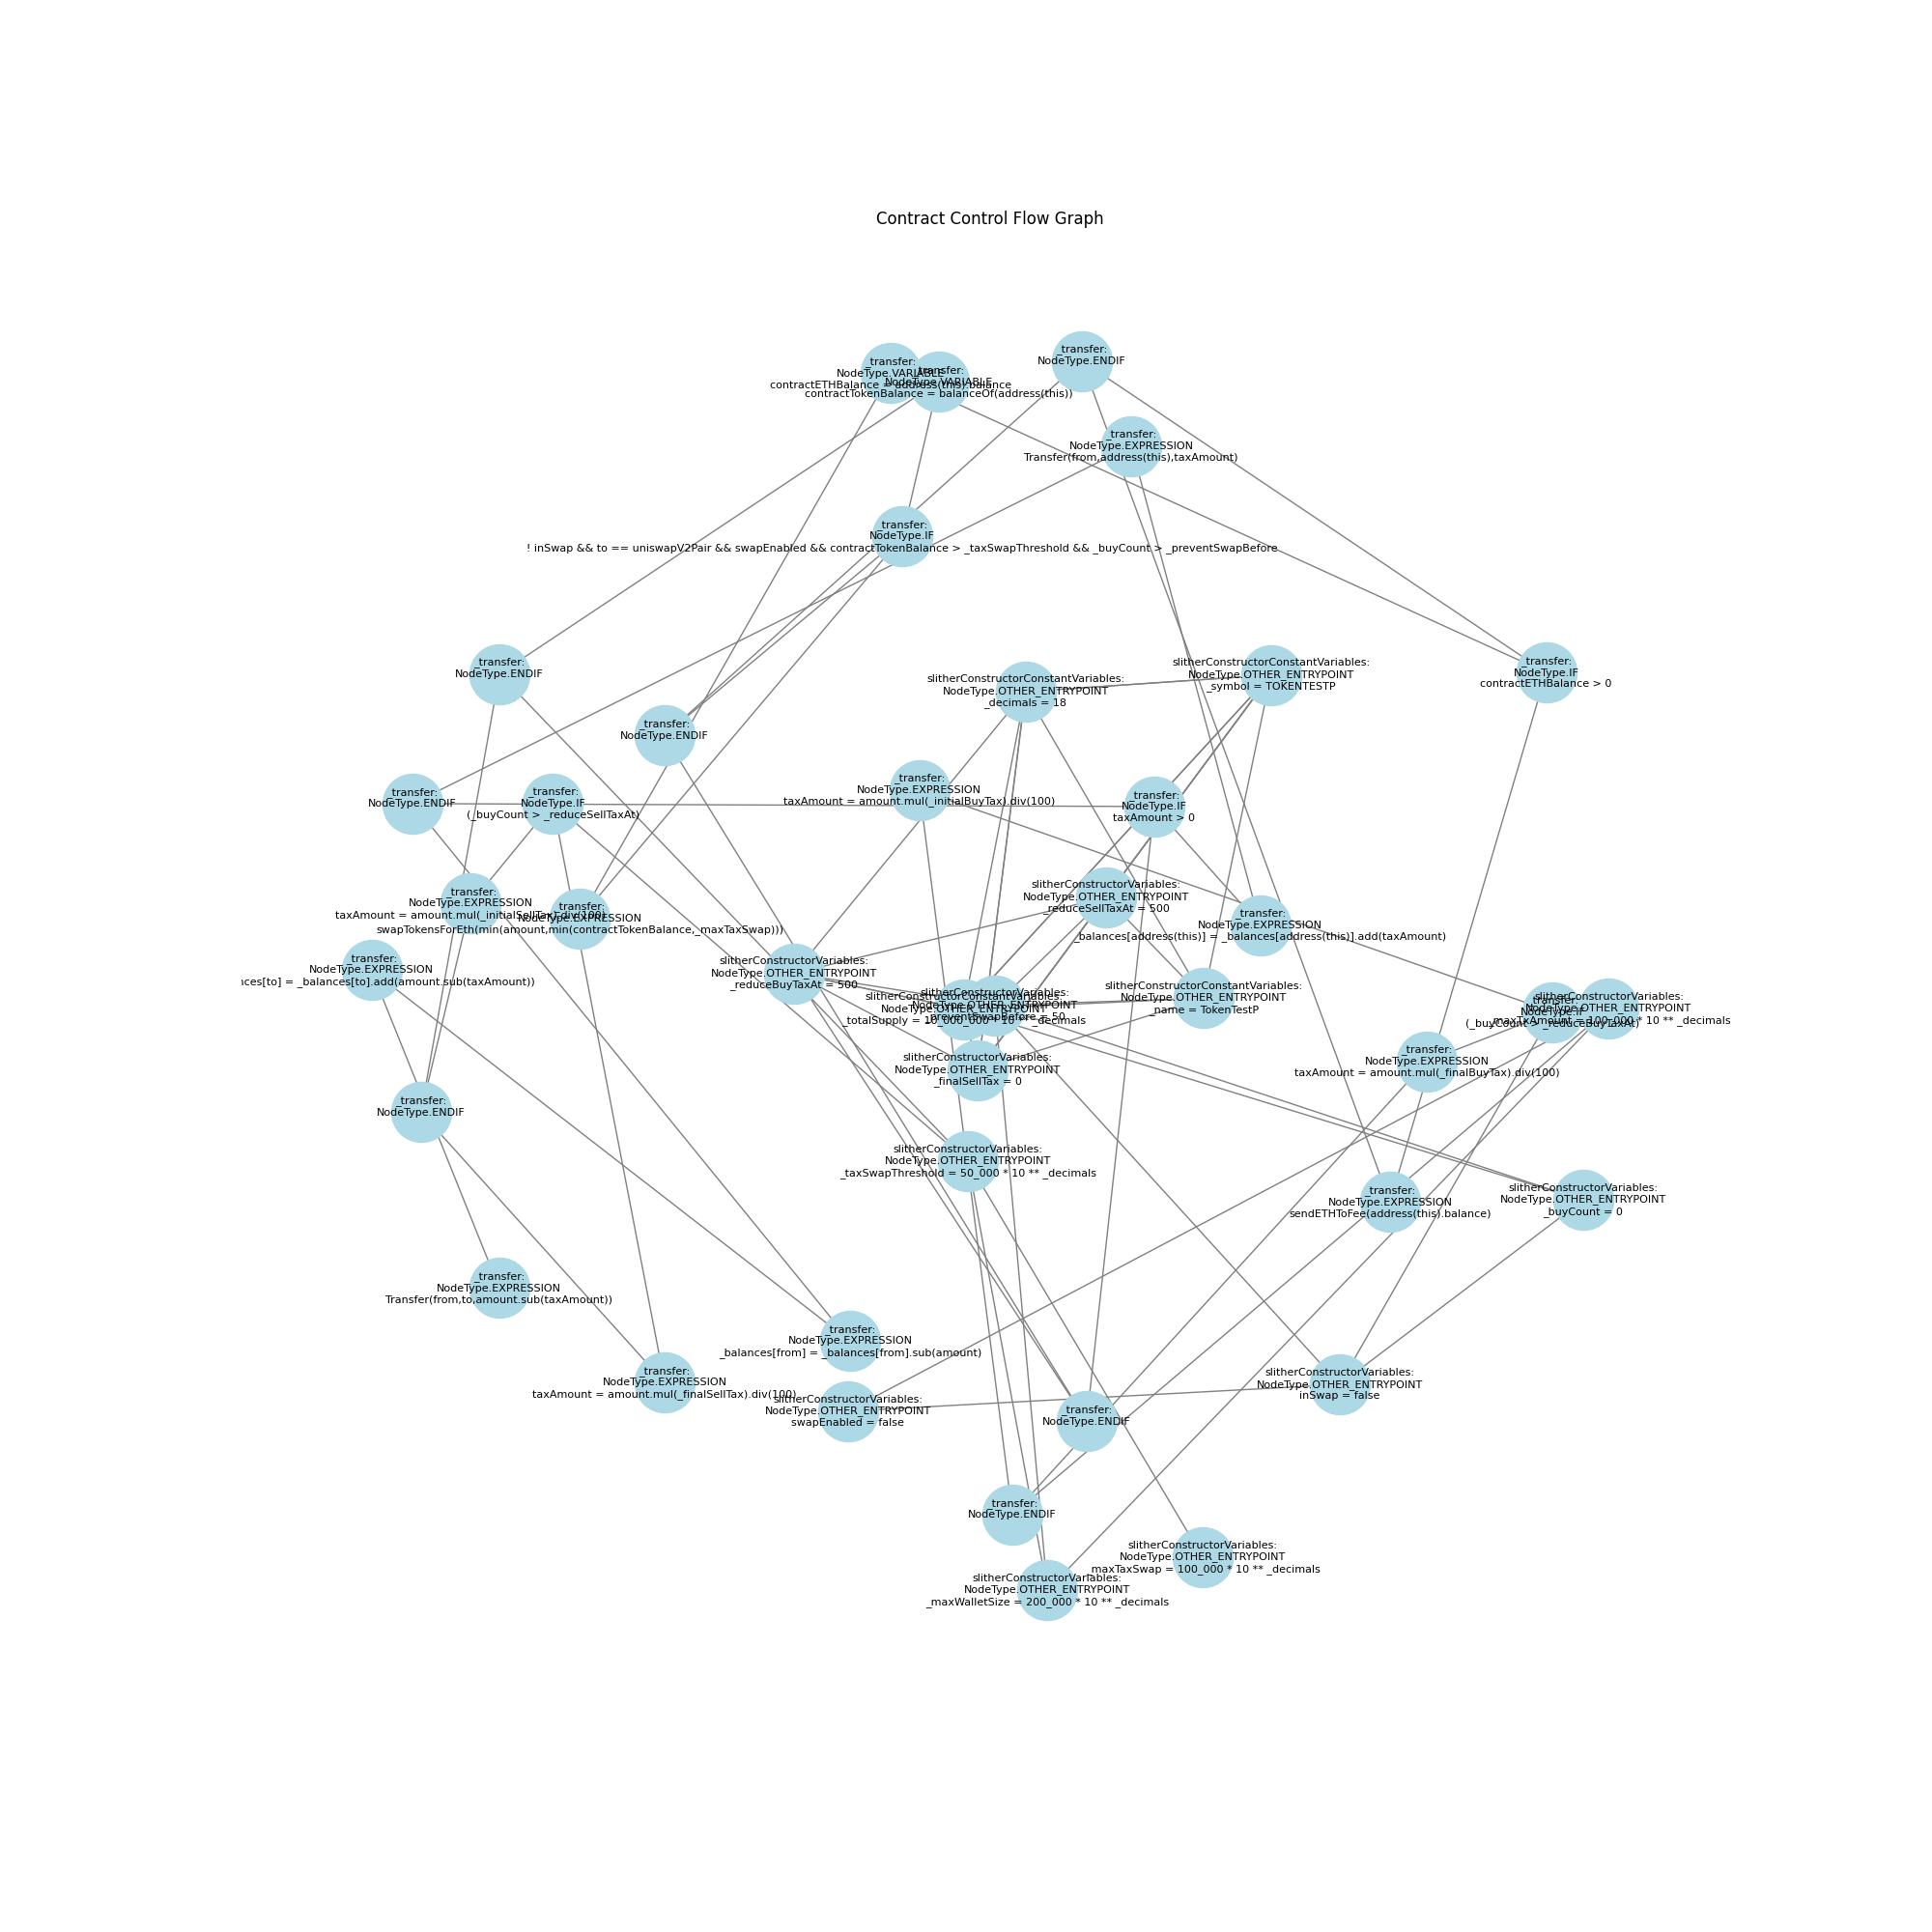 Contract Control Flow Graph
_transfer:
NodeType.ENDIF
_transfer:
NodeType.VARIABLE
contractETHBalance = address(this).balance
_transfer:
NodeType.VARIABLE
contractTokenBalance = balanceOf(address(this))
_transfer:
NodeType.EXPRESSION
Transfer(from,address(this),taxAmount)
_transfer:
NodeType.IF
! inSwap && to == uniswapV2Pair && swapEnabled && contractTokenBalance > _taxSwapThreshold && _buyCount > _preventSwapBefore
_transfer:
NodeType.ENDIF
slitherConstructorConstantVariables:
NodeType.OTHER_ENTRYPOINT
_symbol = TOKENTESTP
_transfer:
NodeType.IF
contractETHBalance > 0
slitherConstructorConstantVariables:
NodeType.OTHER_ENTRYPOINT
_decimals = 18
_transfer:
NodeType.ENDIF
_transfer:
NodeType.EXPRESSION
taxAmount = amount.mul(_initialBuyTax).div(100)
_transfer:
NodeType.ENDIF
_transfer:
NodeType.IF
(_buyCount > _reduceSellTaxAt)
_transfer:
NodeType.IF
taxAmount > 0
slitherConstructorVariables:
NodeType.OTHER_ENTRYPOINT
_reduceSellTaxAt = 500
_transfer:
NodeType.EXPRESSION
taxAmount = amount.mul(_initialSellTax).div(100)
_transfer:
NodeType.EXPRESSION
swapTokensForEth(min(amount,min(contractTokenBalance,_maxTaxSwap)))
_transfer:
NodeType.EXPRESSION
_balances[address(this)] = _balances[address(this)].add(taxAmount)
_transfer:
NodeType.EXPRESSION
ces[to] = _balances[to].add(amount.sub(taxAmount))
slitherConstructorVariables:
NodeType.OTHER_ENTRYPOINT
_reduceBuyTaxAt = 500
slitherConstructorConstantVariables:
NodeType.OTHER_ENTRYPOINT
_name = TokenTestP
slitherConstructorVariables:
NodeType.OTHER_ENTRYPOINT
_preventSwapBefore = 50
slitherConstructorConstantVariables:
NodeType.OTHER_ENTRYPOINT
_totalSupply = 10_000_000 * 10 ** _decimals
slitherConstructorVariables:
NodeType.OTHER_ENTRYPOINT
_maxTxAmount = 100_000 * 10 ** _decimals
_transfer:
NodeType.IF
(_buyCount > _reduceBuyTaxAt)
_transfer:
NodeType.EXPRESSION
taxAmount = amount.mul(_finalBuyTax).div(100)
slitherConstructorVariables:
NodeType.OTHER_ENTRYPOINT
_finalSellTax = 0
_transfer:
NodeType.ENDIF
slitherConstructorVariables:
NodeType.OTHER_ENTRYPOINT
_taxSwapThreshold = 50_000 * 10 ** _decimals
slitherConstructorVariables:
NodeType.OTHER_ENTRYPOINT
_buyCount = 0
_transfer:
NodeType.EXPRESSION
sendETHToFee(address(this).balance)
_transfer:
NodeType.EXPRESSION
Transfer(from,to,amount.sub(taxAmount))
_transfer:
NodeType.EXPRESSION
_balances[from] = _balances[from].sub(amount)
_transfer:
NodeType.EXPRESSION
taxAmount = amount.mul(_finalSellTax).div(100)
slitherConstructorVariables:
NodeType.OTHER_ENTRYPOINT
inSwap = false
slitherConstructorVariables:
NodeType.OTHER_ENTRYPOINT
swapEnabled = false
_transfer:
NodeType.ENDIF
_transfer:
NodeType.ENDIF
slitherConstructorVariables:
NodeType.OTHER_ENTRYPOINT
_maxTaxSwap = 100_000 * 10 ** _decimals
slitherConstructorVariables:
NodeType.OTHER_ENTRYPOINT
_maxWalletSize = 200_000 * 10 ** _decimals